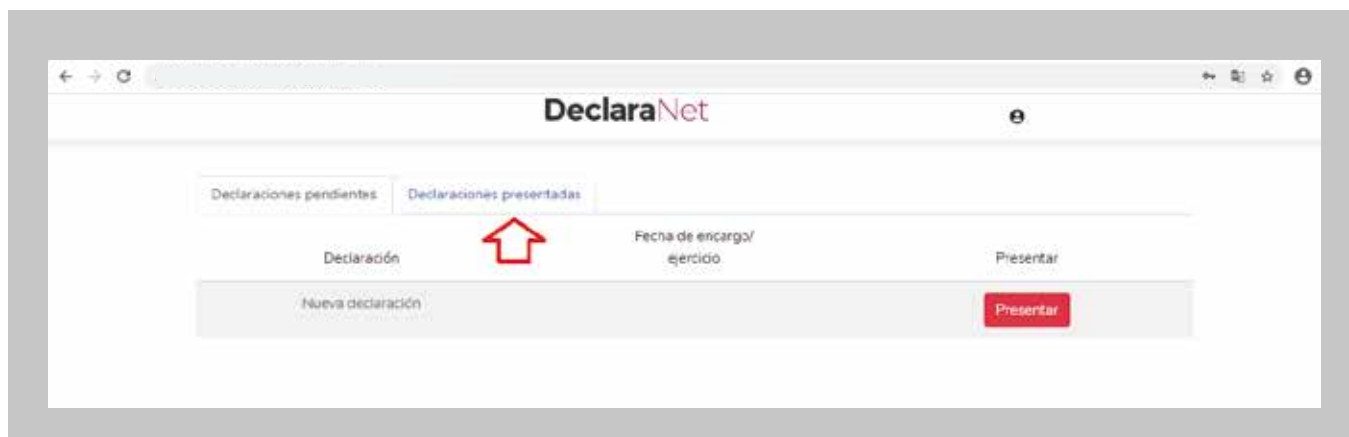 DeclaraNet
Declaraciones pendientes Declaraciones presentadas
Declaración Fecha de encargo/ Presentar
ejercicio
Nueva declaración Presentar